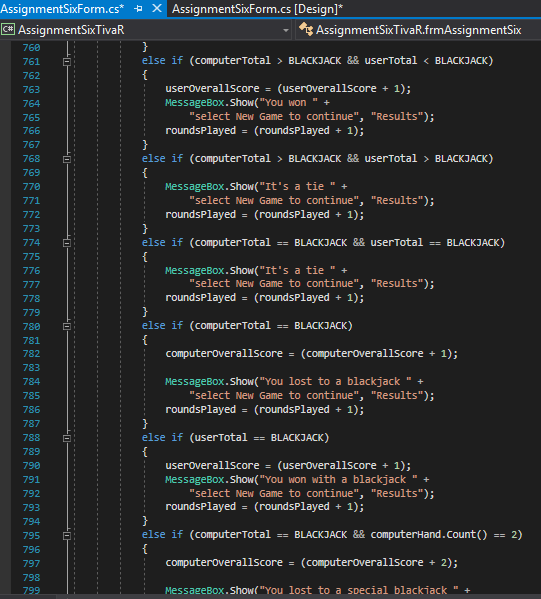 AssignmentSixForm.cs* AssignmentSixForm.cs [Design]*
C# AssignmentSixTivaR AssignmentSixTivaR.frmAssignmentSix
760 }
761 else if (computerTotal > BLACKJACK && userTotal < BLACKJACK)
762 {
763 userOverallScore = (userOverallScore + 1);
764 MessageBox.Show("You won " +
765 "select New Game to continue", "Results");
766 roundsPlayed = (roundsPlayed + 1);
767 }
768 else if (computerTotal > BLACKJACK && userTotal > BLACKJACK)
769 {
770 MessageBox.Show("It's a tie " +
771 "select New Game to continue", "Results");
772 roundsPlayed = (roundsPlayed + 1);
773 }
774 else if (computerTotal == BLACKJACK && userTotal == BLACKJACK)
775 {
776 MessageBox.Show("It's a tie " +
777 "select New Game to continue", "Results");
778 roundsPlayed = (roundsPlayed + 1);
779 }
780 else if (computerTotal == BLACKJACK)
781 {
782 computerOverallScore = (computerOverallScore + 1);
783
784 MessageBox.Show("You lost to a blackjack " +
785 "select New Game to continue", "Results");
786 roundsPlayed = (roundsPlayed + 1);
787 }
788 else if (userTotal == BLACKJACK)
789 {
790 userOverallScore = (userOverallScore + 1);
791 MessageBox.Show("You won with a blackjack " +
792 "select New Game to continue", "Results");
793 roundsPlayed = (roundsPlayed + 1);
794 }
795 else if (computerTotal == BLACKJACK && computerHand.Count() == 2)
796 {
797 computerOverallScore = (computerOverallScore + 2);
798
799 MessageBox.Show("You lost to a special blackjack " +